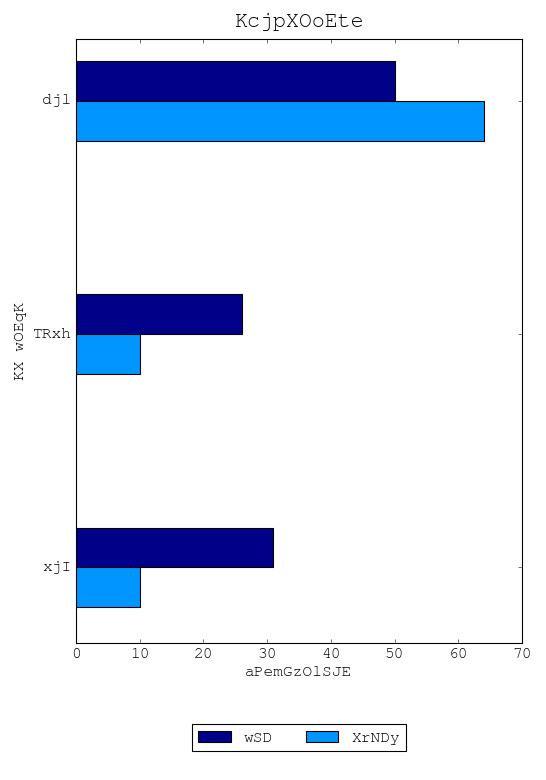 KcjpXOoEte
djl
TRxh
xjI
KX wOEqK
0 10 20 30 40 50 60 70
aPemGzOlSJE
wSD XrNDy